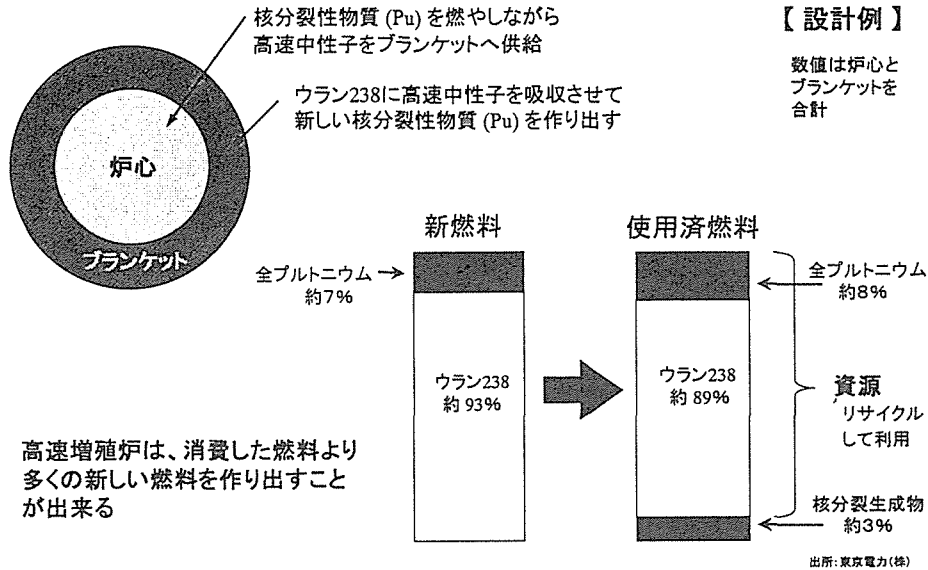 核分裂性物質 (Pu) を燃やしながら
高速中性子をブランケットへ供給
【 設計例 】
数値は炉心と
ブランケットを
合計
ウラン238に高速中性子を吸収させて
新しい核分裂性物質 (Pu) を作り出す
炉心
ブランケット
新燃料
使用済燃料
全プルトニウム
約7%
全プルトニウム
約8%
ウラン238
約 93%
ウラン238
約 89%
資源
リサイクル
して利用
高速増殖炉は、消費した燃料より
多くの新しい燃料を作り出すこと
が出来る
核分裂生成物
約3%
出所:東京電力(株)